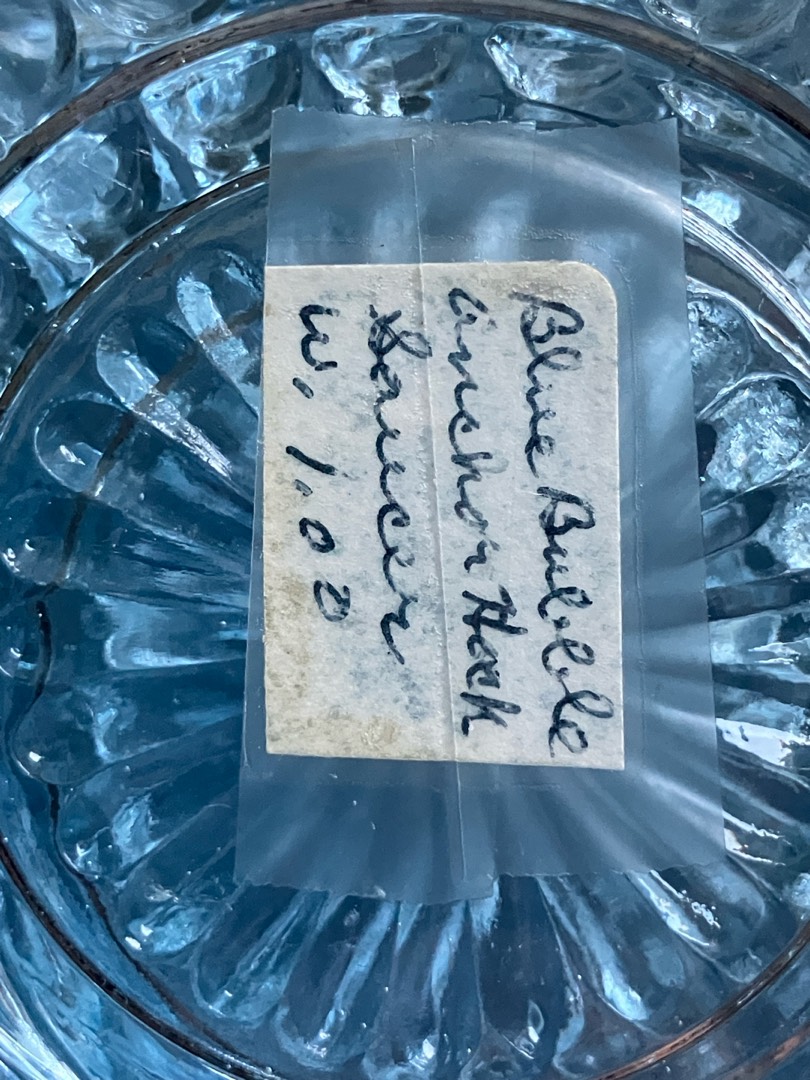 Blue Bubble
Anchor Hock
Saucer
W. 1.00